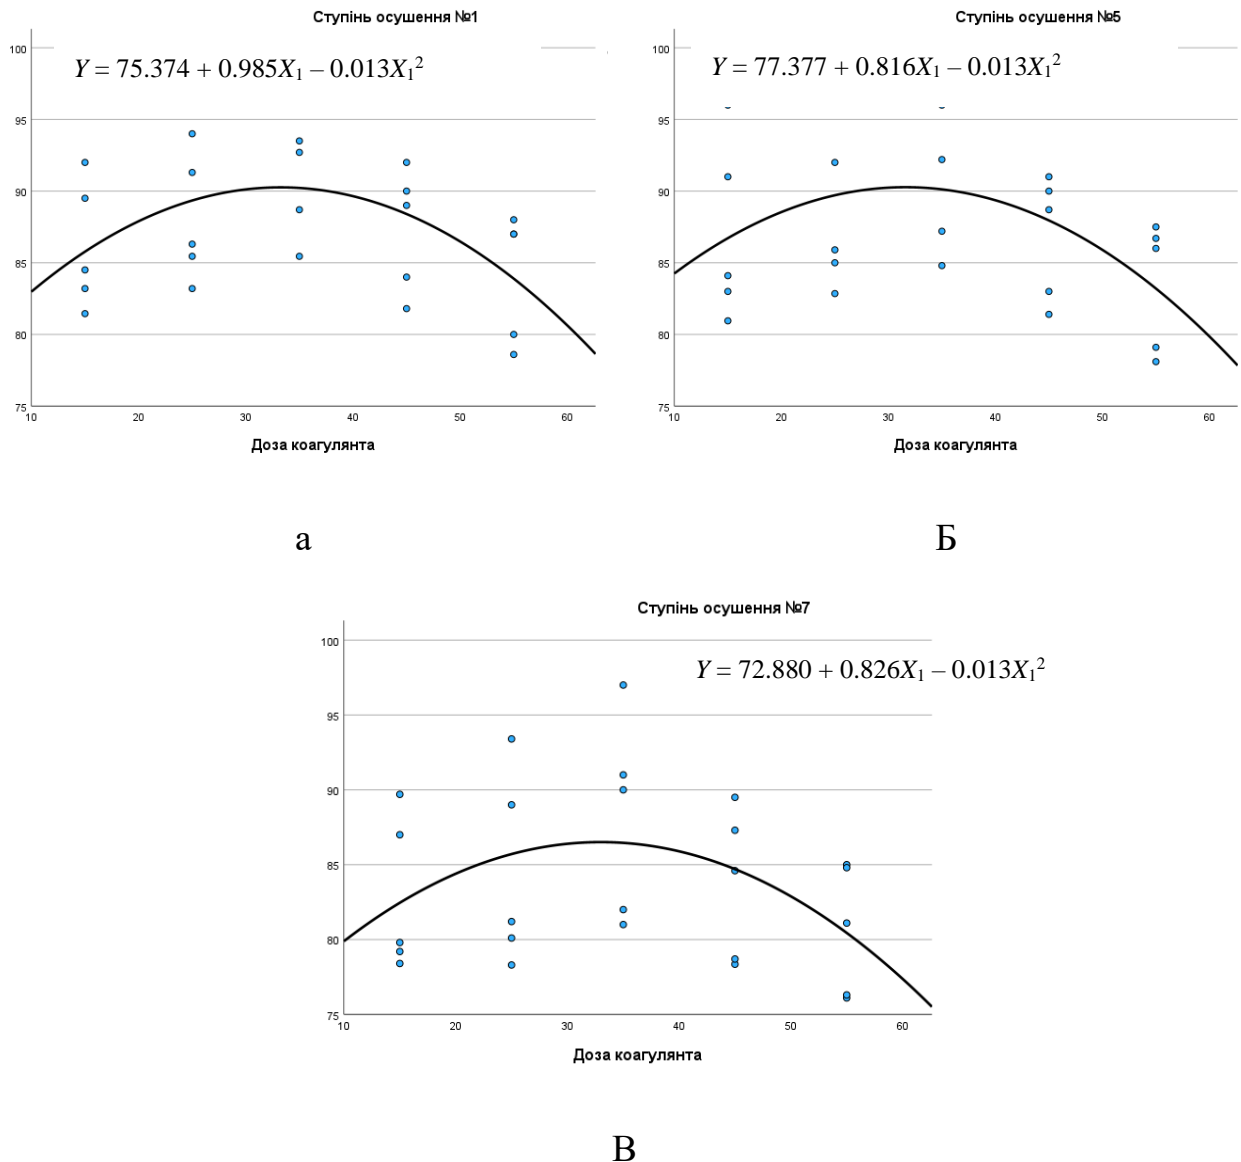 Ступінь осушення №1
Y = 75.374 + 0.985X₁ – 0.013X₁²
100
95
90
85
80
75
10 20 30 40 50 60
Доза коагулянта
а
Ступінь осушення №5
Y = 77.377 + 0.816X₁ – 0.013X₁²
100
95
90
85
80
75
10 20 30 40 50 60
Доза коагулянта
Б
Ступінь осушення №7
Y = 72.880 + 0.826X₁ – 0.013X₁²
100
95
90
85
80
75
10 20 30 40 50 60
Доза коагулянта
В